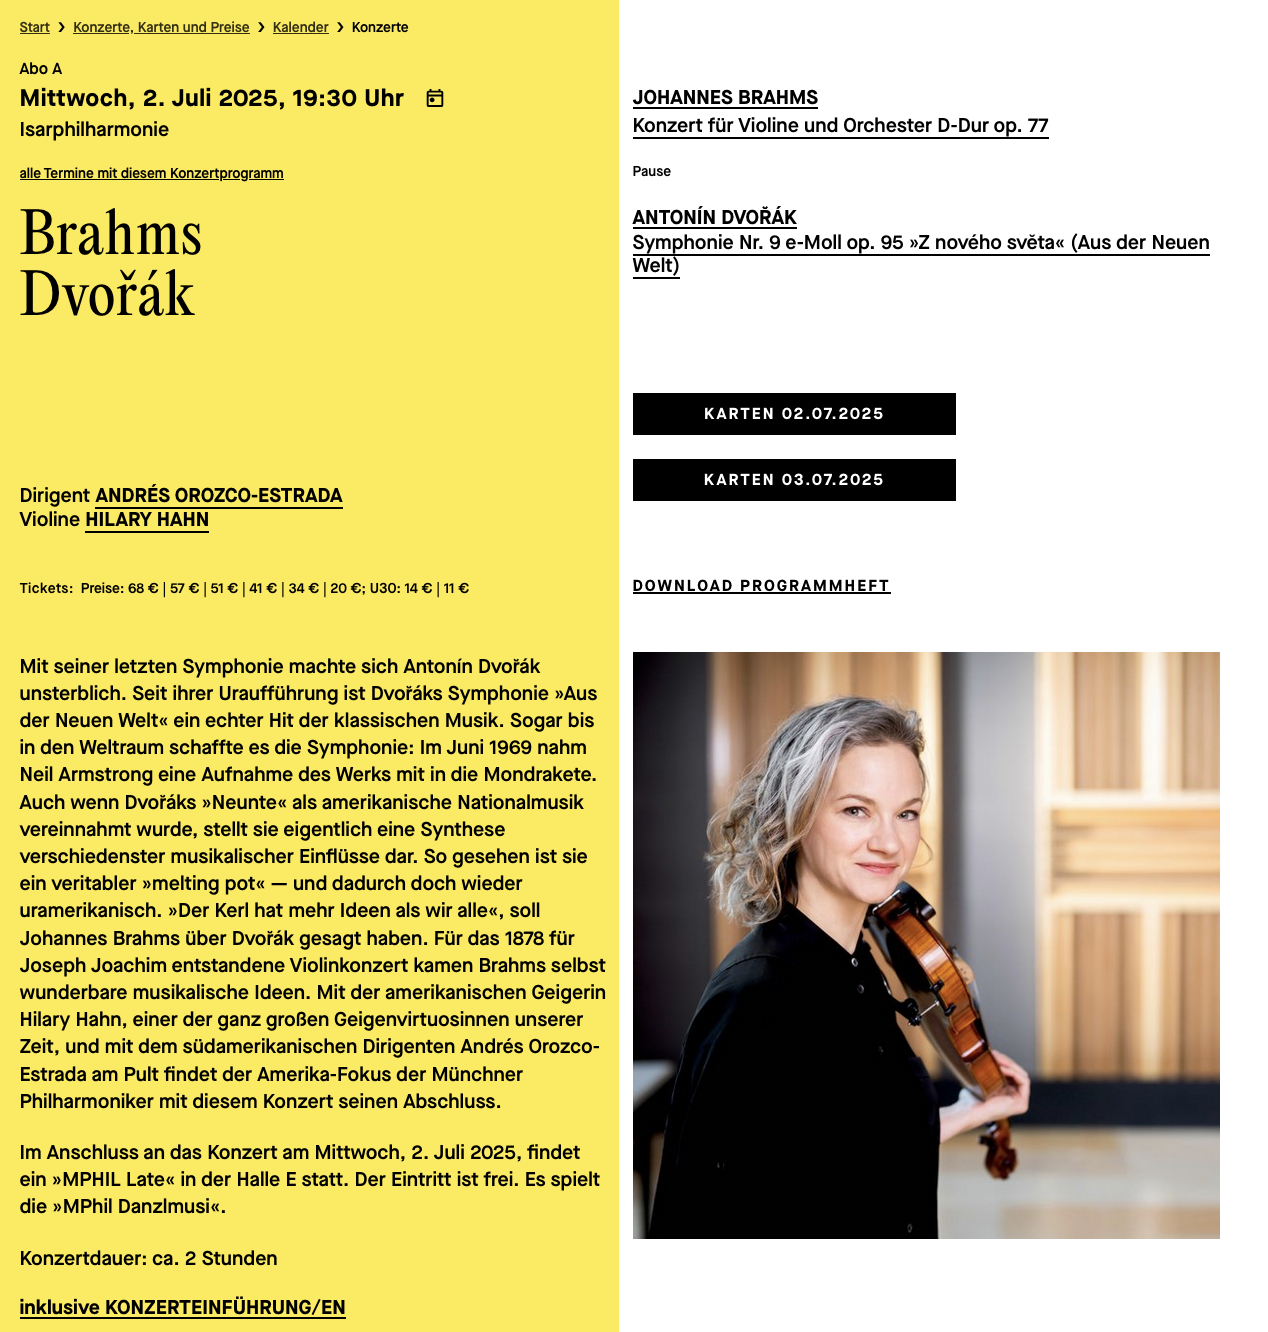 Start › Konzerte, Karten und Preise › Kalender › Konzerte
Abo A
Mittwoch, 2. Juli 2025, 19:30 Uhr
Isarphilharmonie
alle Termine mit diesem Konzertprogramm
Brahms
Dvořák
Dirigent ANDRÉS OROZCO-ESTRADA
Violine HILARY HAHN
Tickets: Preise: 68 € | 57 € | 51 € | 41 € | 34 € | 20 €; U30: 14 € | 11 €
Mit seiner letzten Symphonie machte sich Antonín Dvořák
unsterblich. Seit ihrer Uraufführung ist Dvořáks Symphonie »Aus
der Neuen Welt« ein echter Hit der klassischen Musik. Sogar bis
in den Weltraum schaffte es die Symphonie: Im Juni 1969 nahm
Neil Armstrong eine Aufnahme des Werks mit in die Mondrakete.
Auch wenn Dvořáks »Neunte« als amerikanische Nationalmusik
vereinnahmt wurde, stellt sie eigentlich eine Synthese
verschiedenster musikalischer Einflüsse dar. So gesehen ist sie
ein veritabler »melting pot« — und dadurch doch wieder
uramerikanisch. »Der Kerl hat mehr Ideen als wir alle«, soll
Johannes Brahms über Dvořák gesagt haben. Für das 1878 für
Joseph Joachim entstandene Violinkonzert kamen Brahms selbst
wunderbare musikalische Ideen. Mit der amerikanischen Geigerin
Hilary Hahn, einer der ganz großen Geigenvirtuosinnen unserer
Zeit, und mit dem südamerikanischen Dirigenten Andrés Orozco-
Estrada am Pult findet der Amerika-Fokus der Münchner
Philharmoniker mit diesem Konzert seinen Abschluss.
Im Anschluss an das Konzert am Mittwoch, 2. Juli 2025, findet
ein »MPHIL Late« in der Halle E statt. Der Eintritt ist frei. Es spielt
die »MPhil Danzlmusi«.
Konzertdauer: ca. 2 Stunden
inklusive KONZERTEINFÜHRUNG/EN
JOHANNES BRAHMS
Konzert für Violine und Orchester D-Dur op. 77
Pause
ANTONÍN DVOŘÁK
Symphonie Nr. 9 e-Moll op. 95 »Z nového světa« (Aus der Neuen
Welt)
KARTEN 02.07.2025
KARTEN 03.07.2025
DOWNLOAD PROGRAMMHEFT